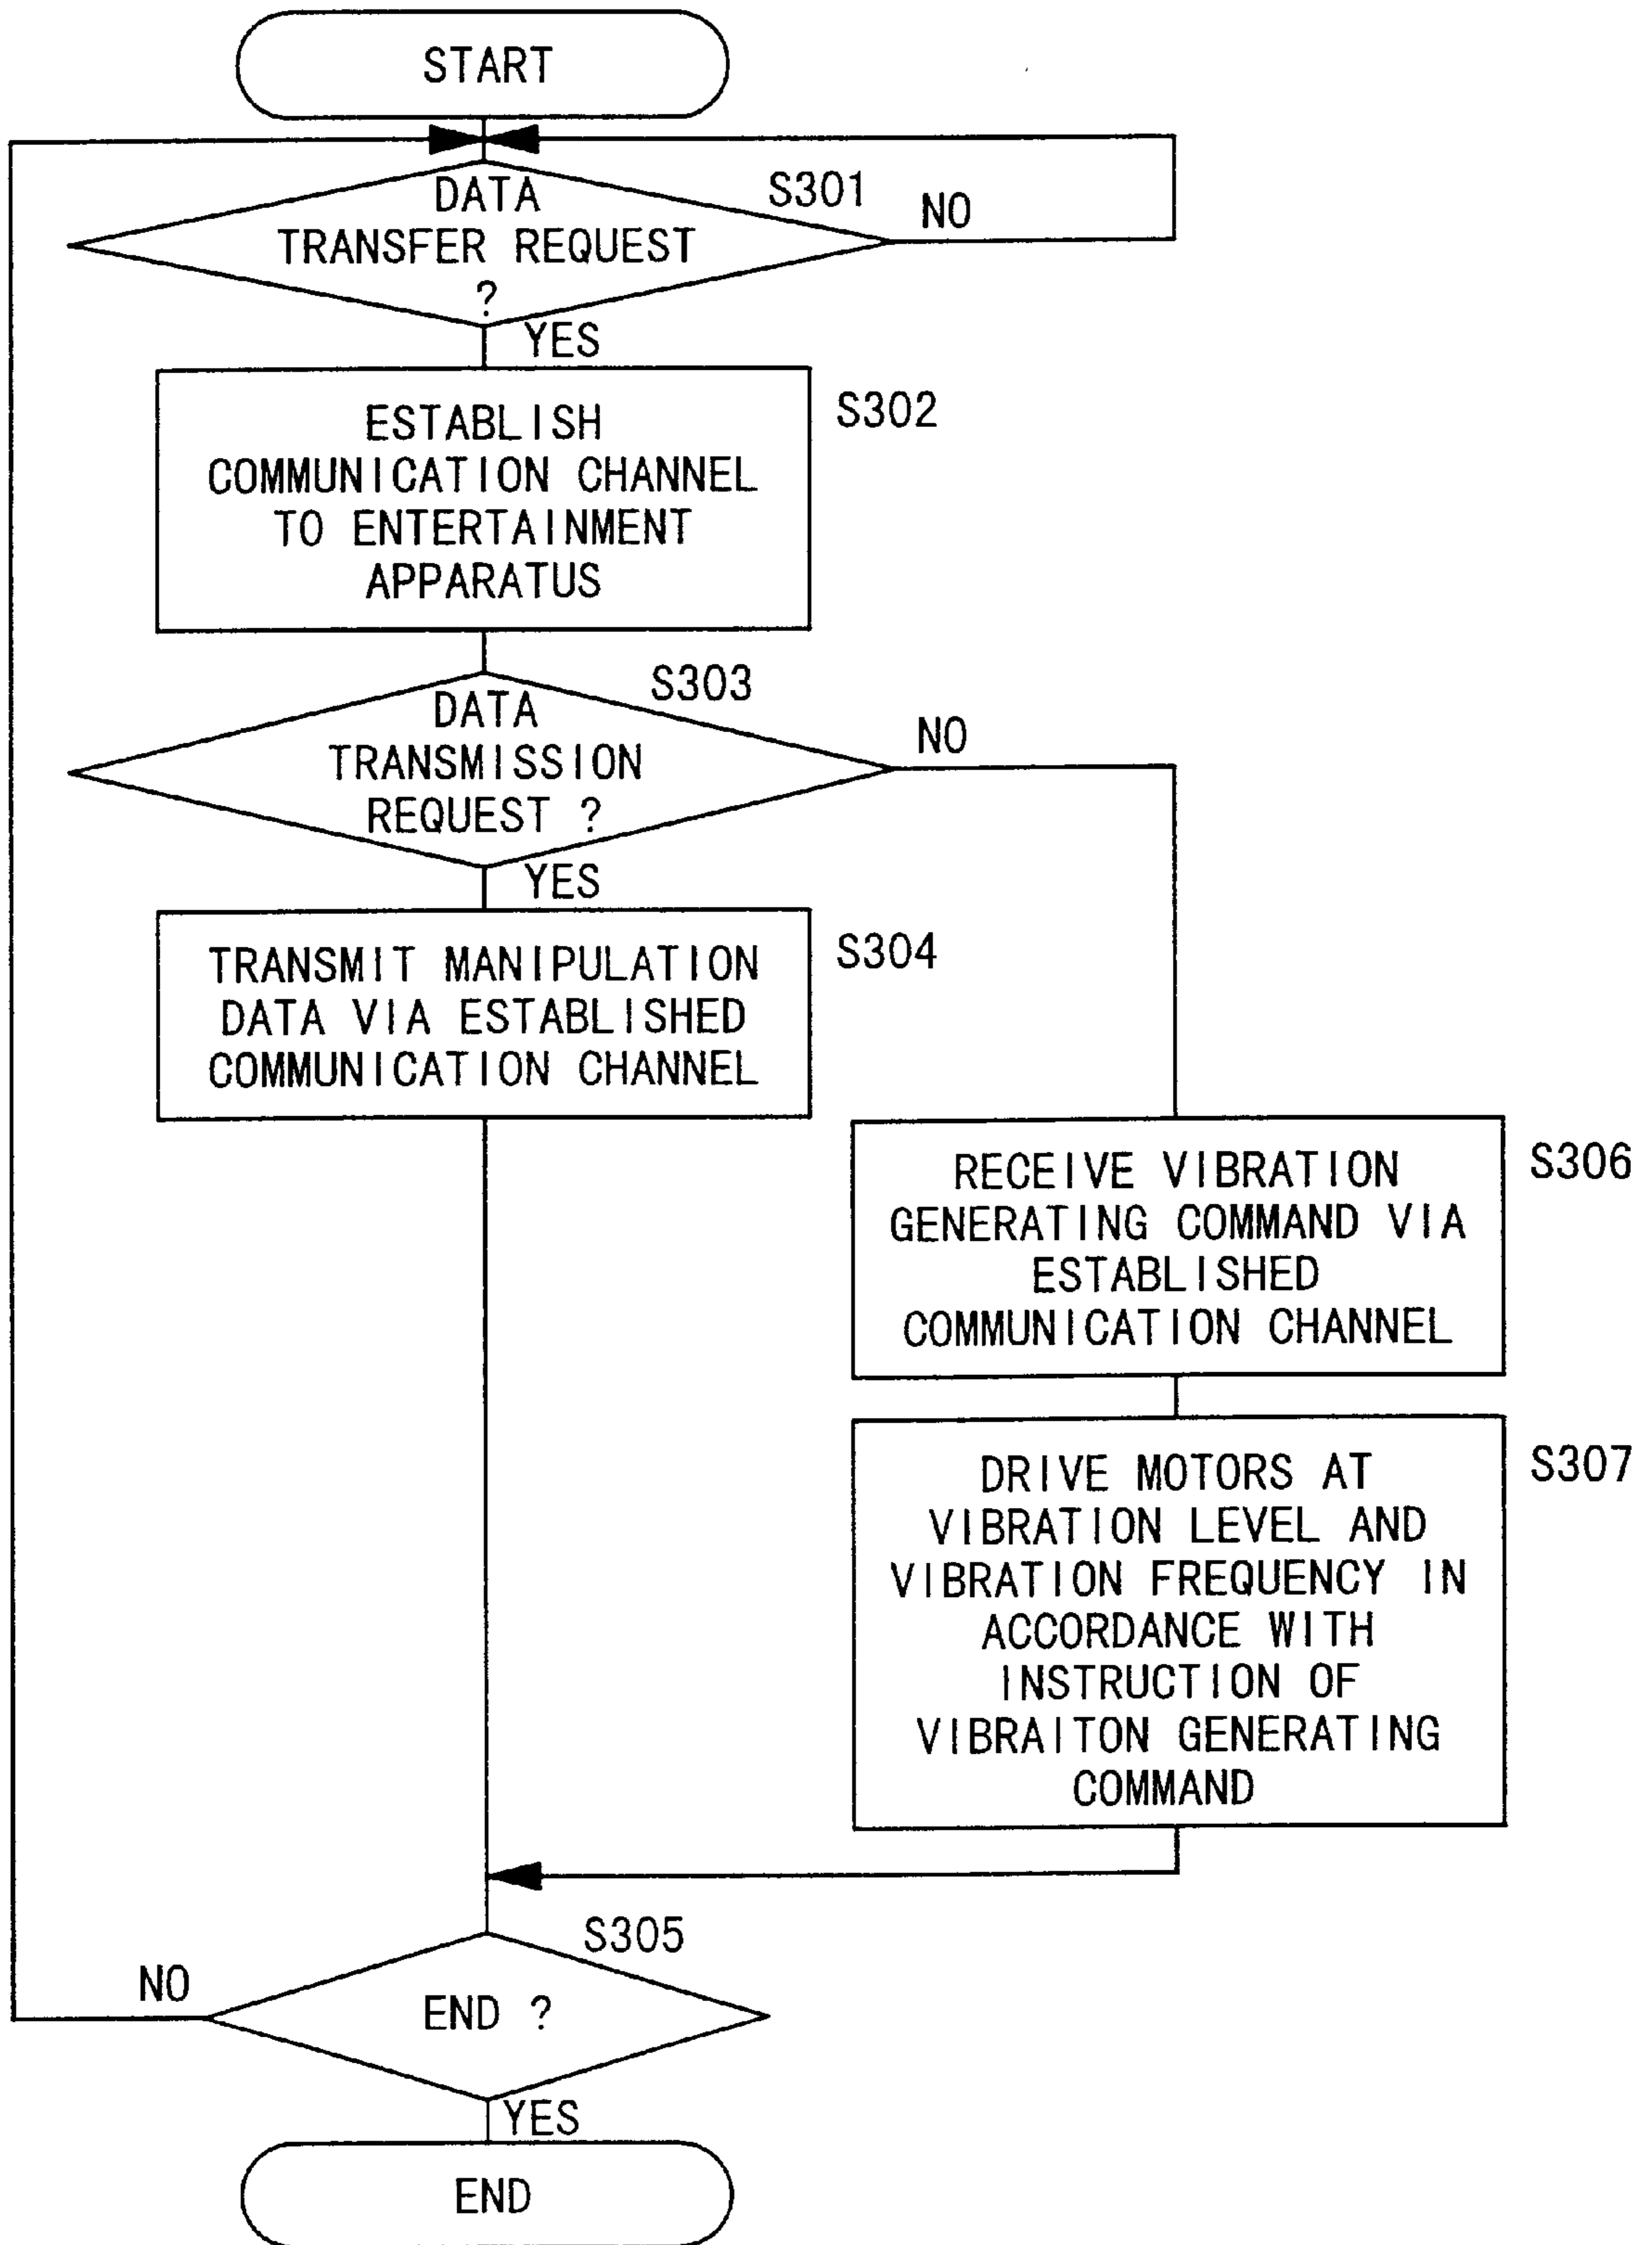 START
DATA
TRANSFER REQUEST
?
S301
NO
YES
ESTABLISH
COMMUNICATION CHANNEL
TO ENTERTAINMENT
APPARATUS
S302
DATA
TRANSMISSION
REQUEST ?
S303
NO
YES
TRANSMIT MANIPULATION
DATA VIA ESTABLISHED
COMMUNICATION CHANNEL
S304
RECEIVE VIBRATION
GENERATING COMMAND VIA
ESTABLISHED
COMMUNICATION CHANNEL
S306
DRIVE MOTORS AT
VIBRATION LEVEL AND
VIBRATION FREQUENCY IN
ACCORDANCE WITH
INSTRUCTION OF
VIBRAITON GENERATING
COMMAND
S307
S305
NO
END ?
YES
END